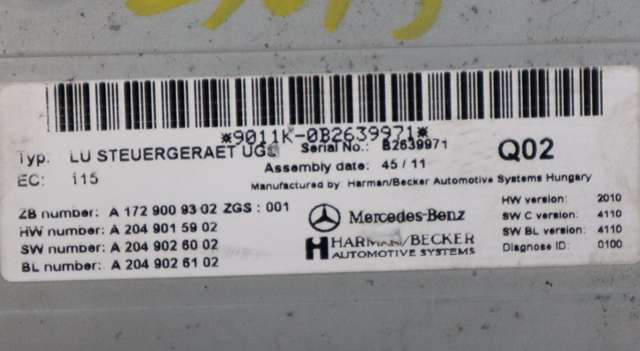 *9011K-0B2639971*
Typ: LU STEUERGERAET UGS Serial No.: B2639971 Q02
EC: 115 Assembly date: 45/11
Manufactured by Harman/Becker Automotive Systems Hungary
ZB number: A 172 900 93 02 ZGS : 001
HW number: A 204 901 59 02
SW number: A 204 902 60 02
BL number: A 204 902 61 02
Mercedes-Benz
HARMAN/BECKER
AUTOMOTIVE SYSTEMS
HW version: 2010
SW C version: 4110
SW BL version: 4110
Diagnose ID: 0100